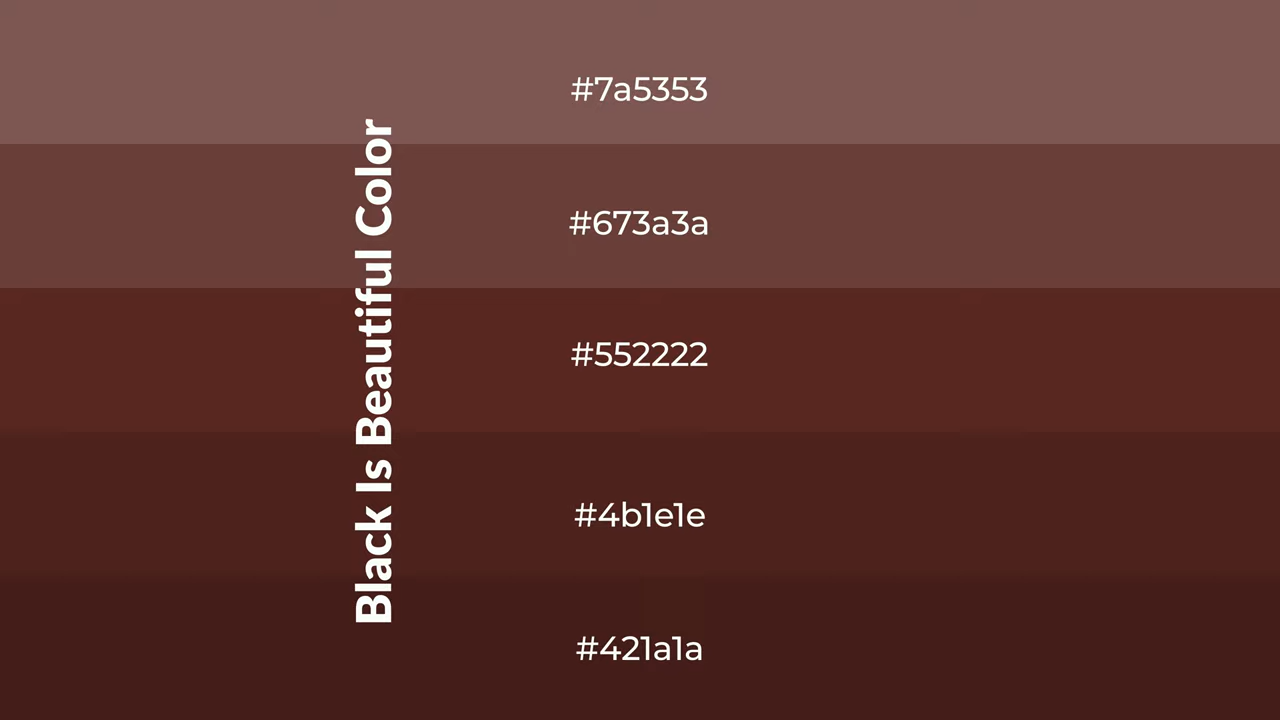 Black Is Beautiful Color
#7a5353
#673a3a
#552222
#4b1e1e
#421a1a